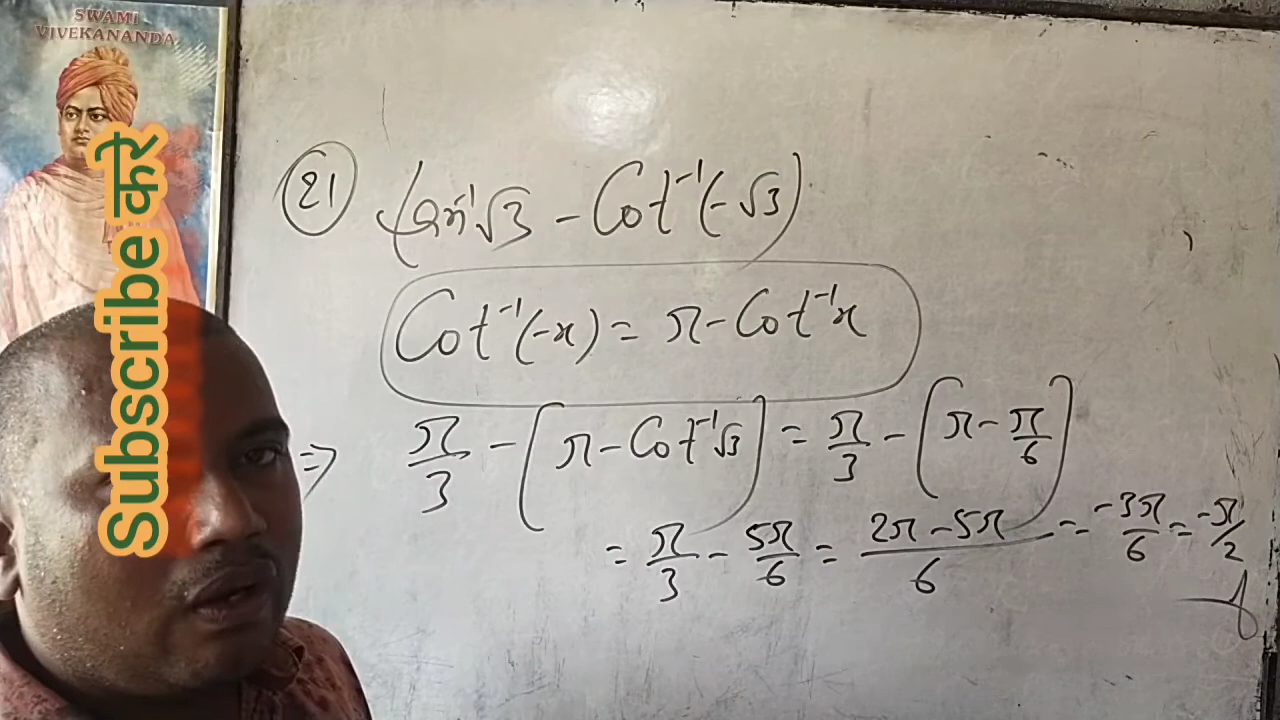 SWAMI
VIVEKANANDA
Subscribe करे
21 tan⁻¹√3 - Cot⁻¹(-√3)
Cot⁻¹(-x) = π - Cot⁻¹x
⇒ π/3 - [π - Cot⁻¹√3] = π/3 - [π - π/6]
= π/3 - 5π/6 = (2π - 5π)/6 = -3π/6 = -π/2